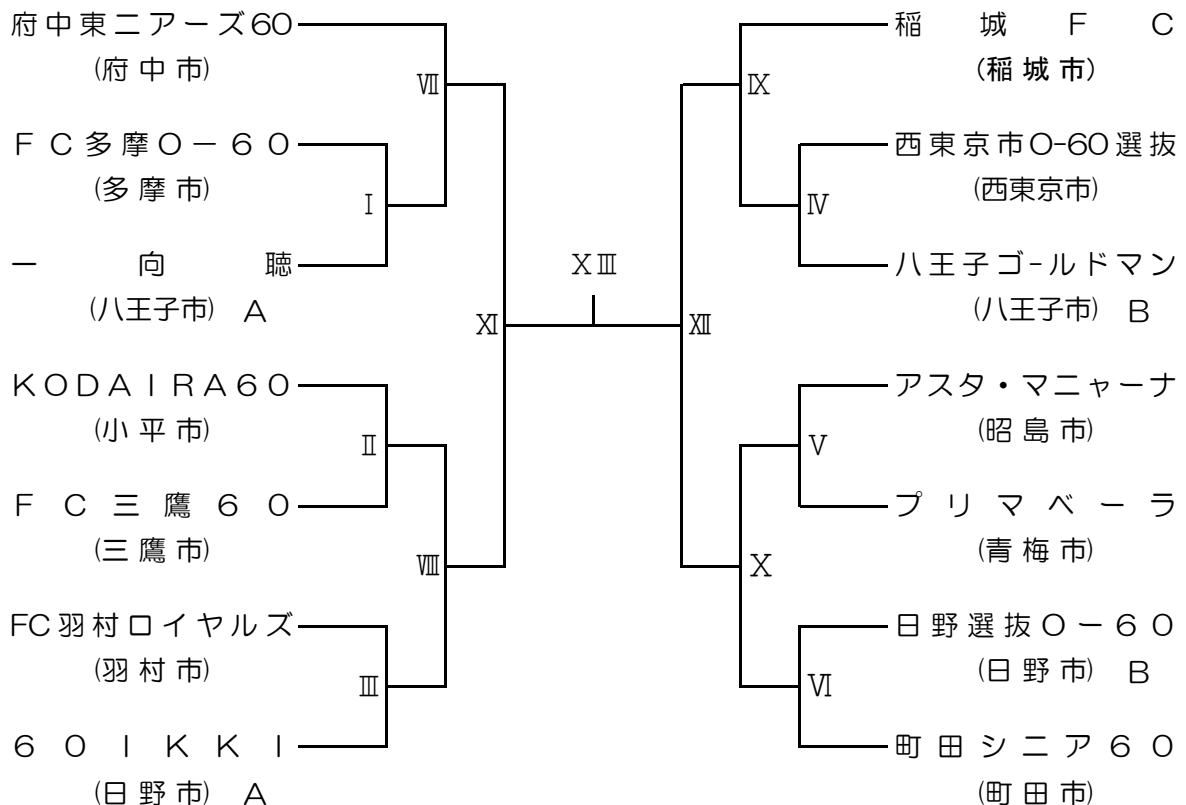 府中東ニアーズ60
(府中市)
Ⅶ
FC多摩O-60
(多摩市)
Ⅰ
一向聴
(八王子市) A
Ⅺ
KODAIRA60
(小平市)
Ⅱ
FC三鷹60
(三鷹市)
Ⅷ
FC羽村ロイヤルズ
(羽村市)
Ⅲ
60IKKI
(日野市) A
ⅩⅢ
稲城FC
(稲城市)
Ⅸ
西東京市O-60選抜
(西東京市)
Ⅳ
八王子ゴールドマン
(八王子市) B
Ⅻ
アスタ・マニャーナ
(昭島市)
Ⅴ
プリマベーラ
(青梅市)
Ⅹ
日野選抜O-60
(日野市) B
Ⅵ
町田シニア60
(町田市)